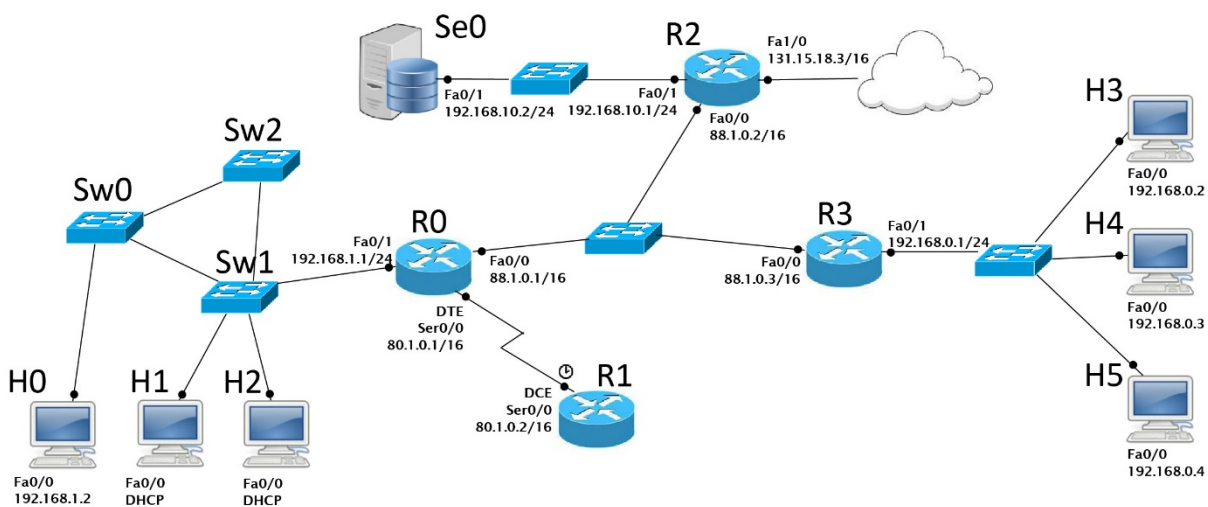 Se0
Fa0/1
192.168.10.2/24
R2
Fa0/1
192.168.10.1/24
Fa1/0
131.15.18.3/16
Fa0/0
88.1.0.2/16
Sw2
Sw0
Sw1
R0
Fa0/1
192.168.1.1/24
Fa0/0
88.1.0.1/16
DTE
Ser0/0
80.1.0.1/16
R1
DCE
Ser0/0
80.1.0.2/16
R3
Fa0/0
88.1.0.3/16
Fa0/1
192.168.0.1/24
H3
Fa0/0
192.168.0.2
H4
Fa0/0
192.168.0.3
H5
Fa0/0
192.168.0.4
H0
Fa0/0
192.168.1.2
H1
Fa0/0
DHCP
H2
Fa0/0
DHCP